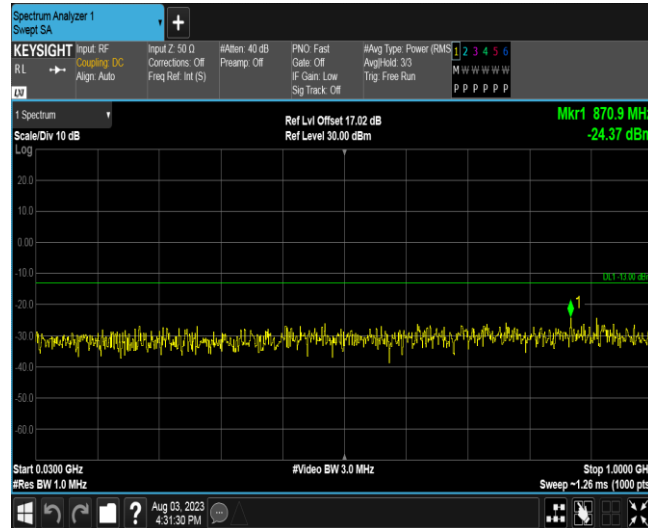 Spectrum Analyzer 1
Swept SA
+
KEYSIGHT Input: RF Input Z: 50 Ω #Atten: 40 dB PNO: Fast #Avg Type: Power (RMS 1 2 3 4 5 6
RL Coupling: DC Corrections: Off Preamp: Off Gate: Off Avg|Hold: 3/3 M W W W W W
Align: Auto Freq Ref: Int (S) IF Gain: Low Trig: Free Run
LXI Sig Track: Off P P P P P P
1 Spectrum Ref Lvl Offset 17.02 dB Mkr1 870.9 MHz
Scale/Div 10 dB Ref Level 30.00 dBm -24.37 dBm
Log
20.0
10.0
0.00
-10.0
DL1 -13.00 dBm
-20.0
1
-30.0
-40.0
-50.0
-60.0
Start 0.0300 GHz #Video BW 3.0 MHz Stop 1.0000 GHz
#Res BW 1.0 MHz Sweep ~1.26 ms (1000 pts
? Aug 03, 2023
4:31:30 PM